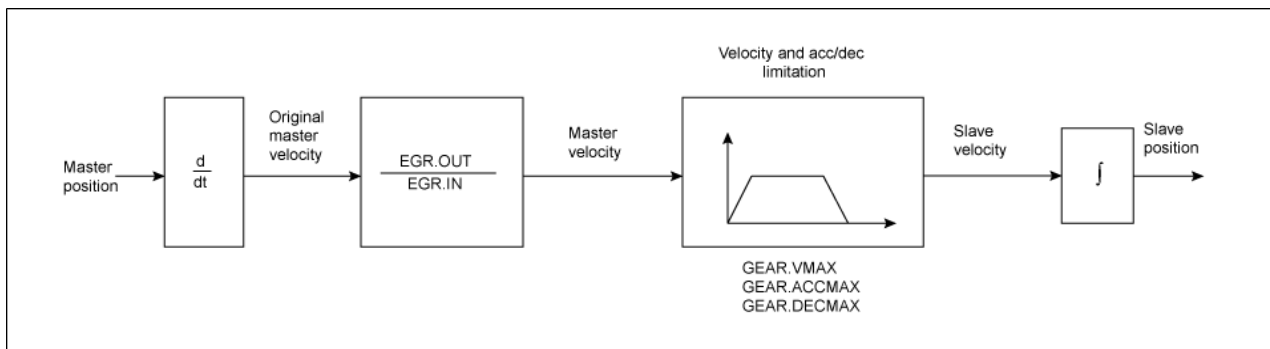 Master
position
d
dt
Original
master
velocity
EGR.OUT
EGR.IN
Master
velocity
Velocity and acc/dec
limitation
GEAR.VMAX
GEAR.ACCMAX
GEAR.DECMAX
Slave
velocity
∫
Slave
position